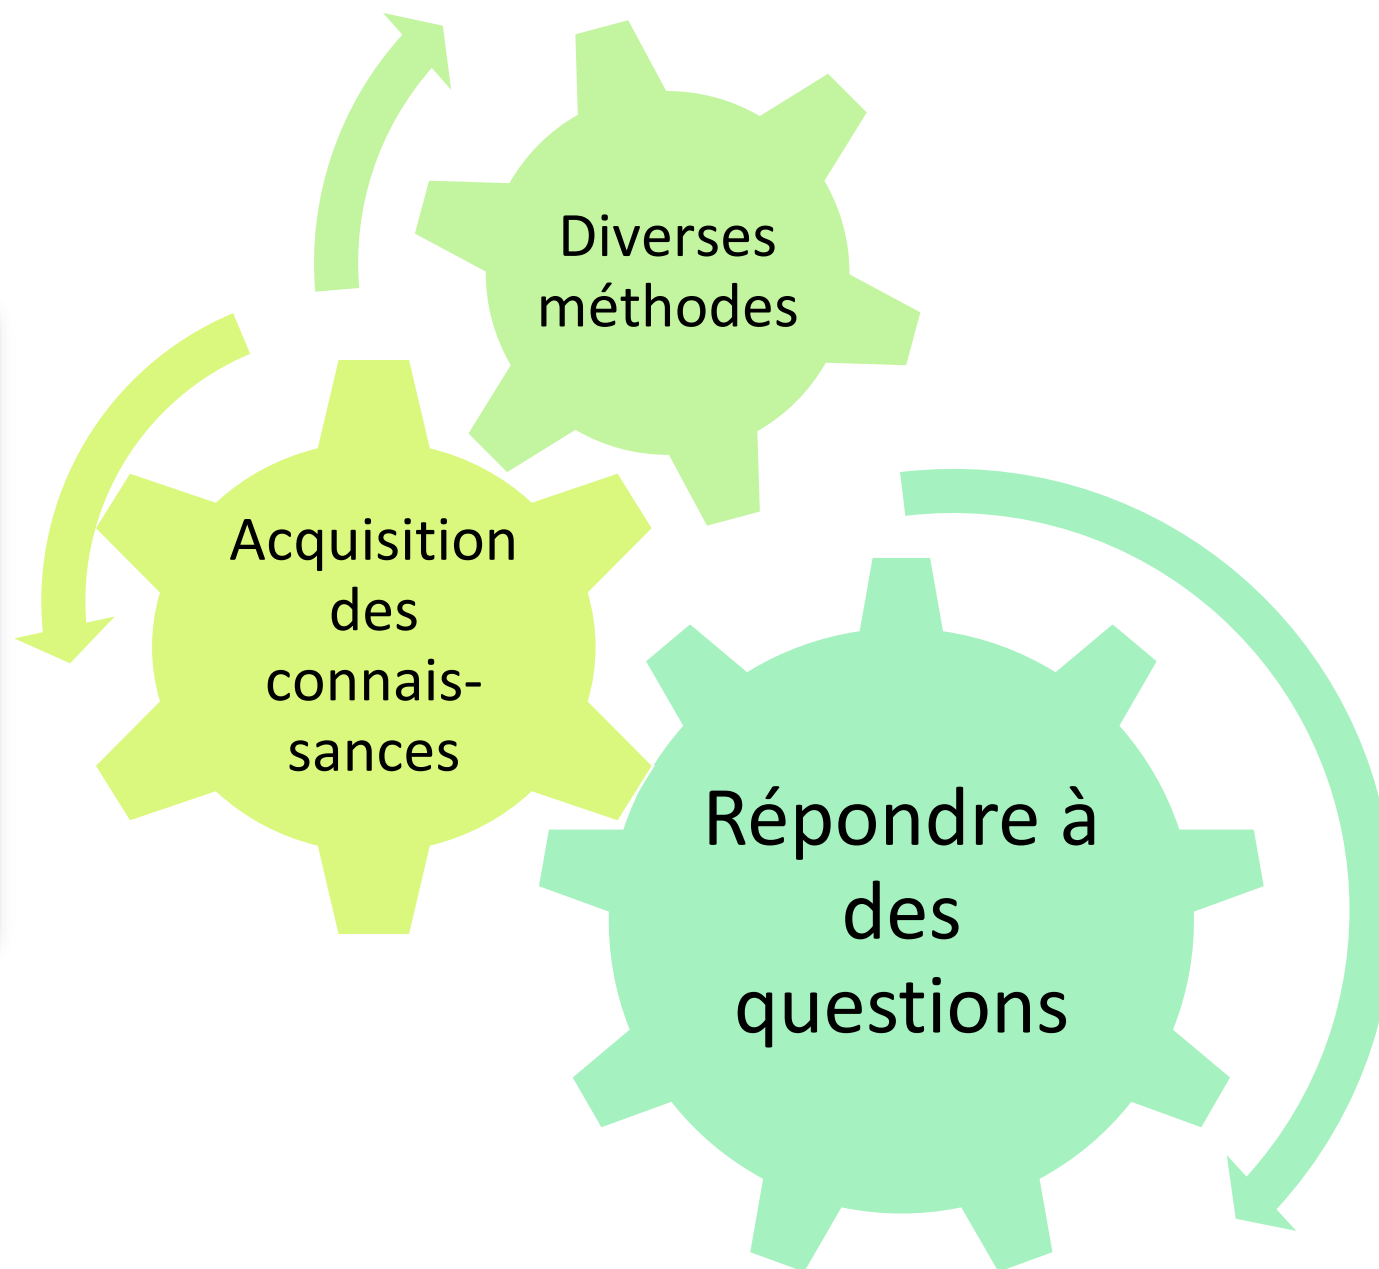 Diverses
méthodes
Acquisition
des
connais-
sances
Répondre à
des
questions